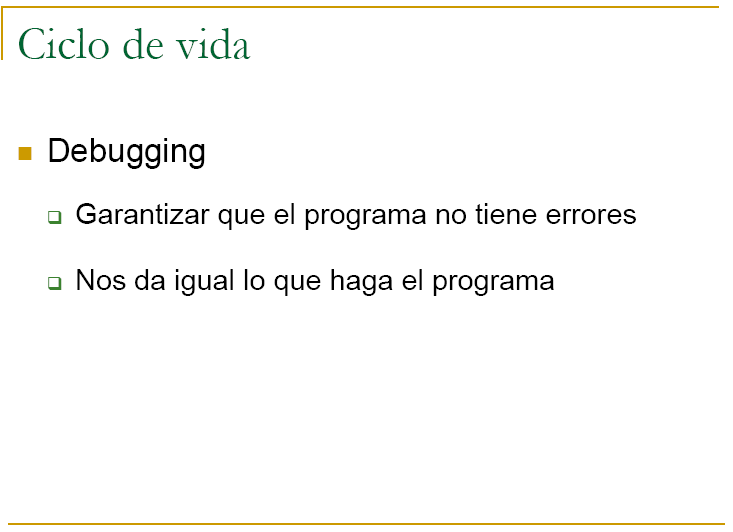 Ciclo de vida
Debugging
Garantizar que el programa no tiene errores
Nos da igual lo que haga el programa